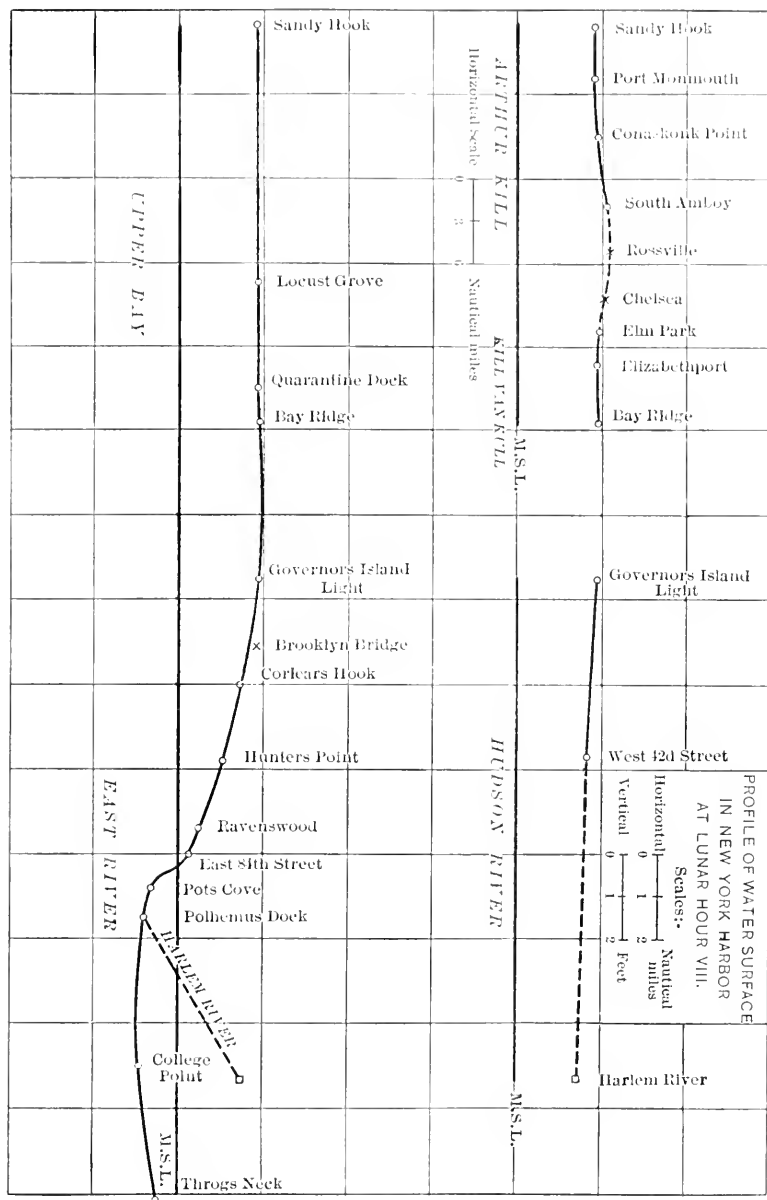 PROFILE OF WATER SURFACE
IN NEW YORK HARBOR
AT LUNAR HOUR VIII.
Scales:-
Horizontal
0 1 2
Nautical
miles
Vertical
Feet
Sandy Hook
Port Monmouth
Conaskonk Point
South Amboy
Rossville
Chelsea
Elm Park
Elizabethport
Bay Ridge
Governors Island
Light
West 42d Street
Harlem River
ARTHUR KILL
KILL VAN KULL
M.S.L.
HUDSON RIVER
M.S.L.
Horizontal Scale
0
Nautical miles
Sandy Hook
Locust Grove
Quarantine Dock
Bay Ridge
Governors Island
Light
Brooklyn Bridge
Corlears Hook
Hunters Point
Ravenswood
East 84th Street
Pots Cove
Polhemus Dock
HARLEM RIVER
College
Point
Throgs Neck
UPPER BAY
EAST RIVER
M.S.L.